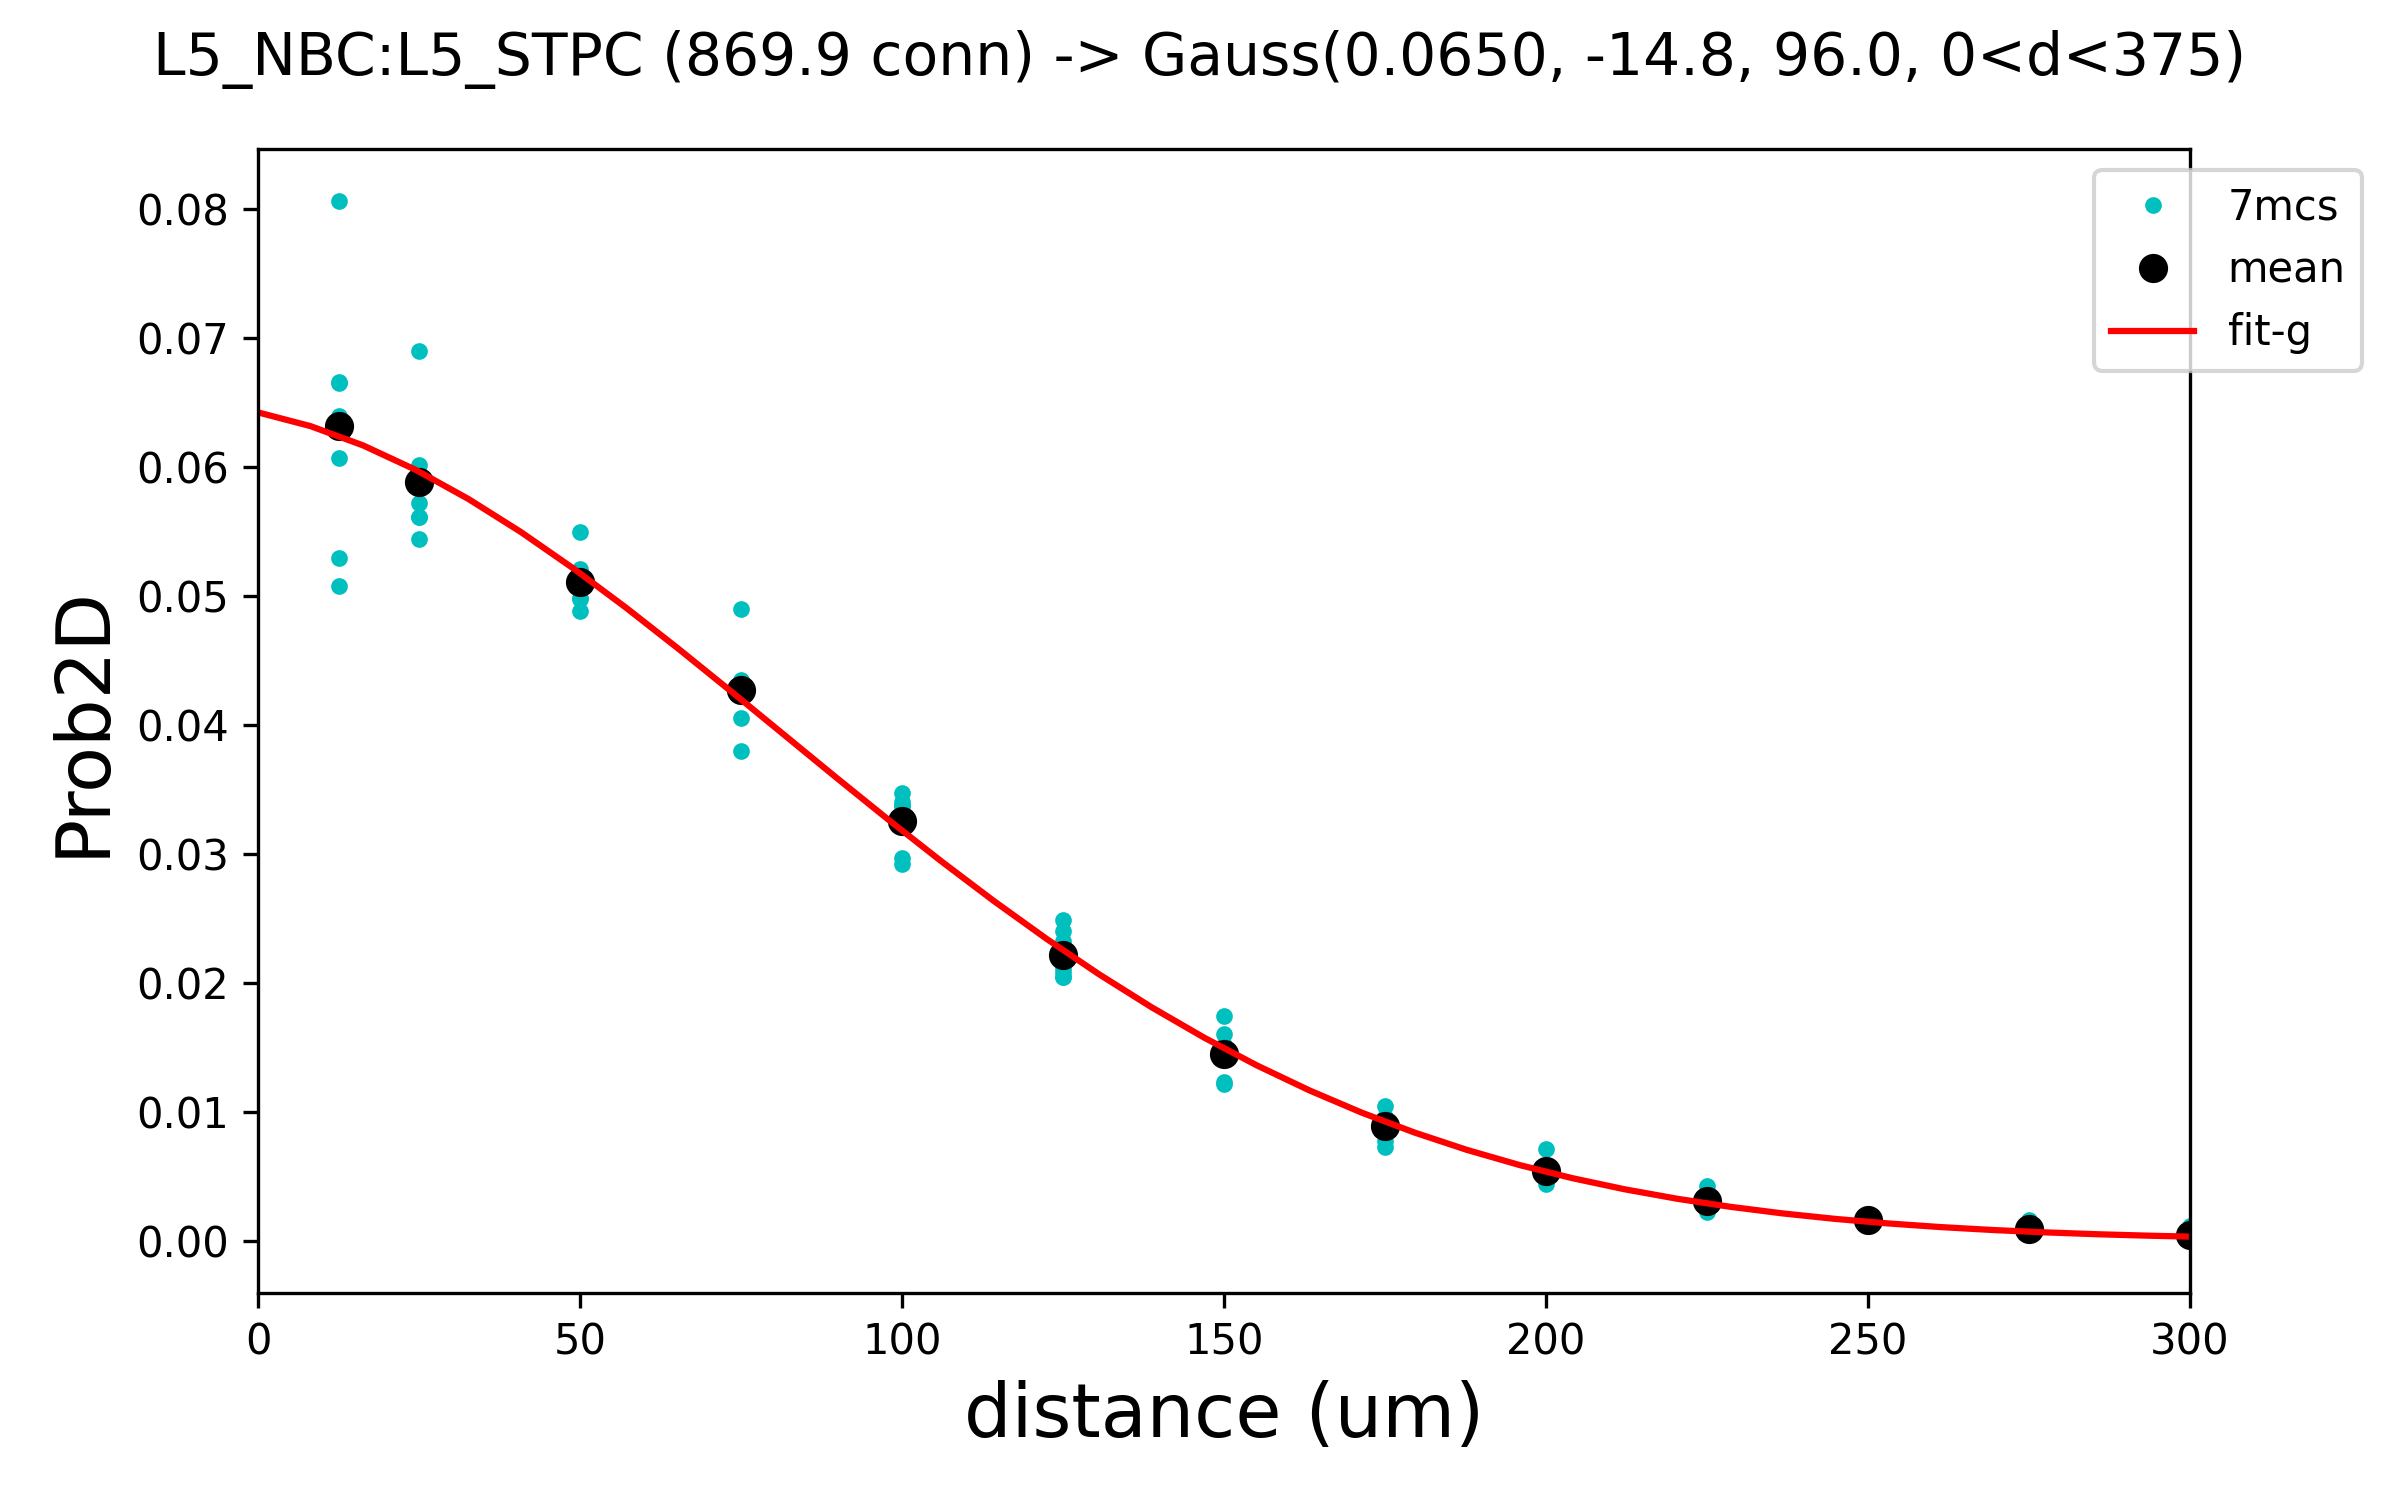 L5_NBC:L5_STPC (869.9 conn) -> Gauss(0.0650, -14.8, 96.0, 0<d<375)
7mcs
mean
fit-g
Prob2D
0.08
0.07
0.06
0.05
0.04
0.03
0.02
0.01
0.00
0 50 100 150 200 250 300
distance (um)